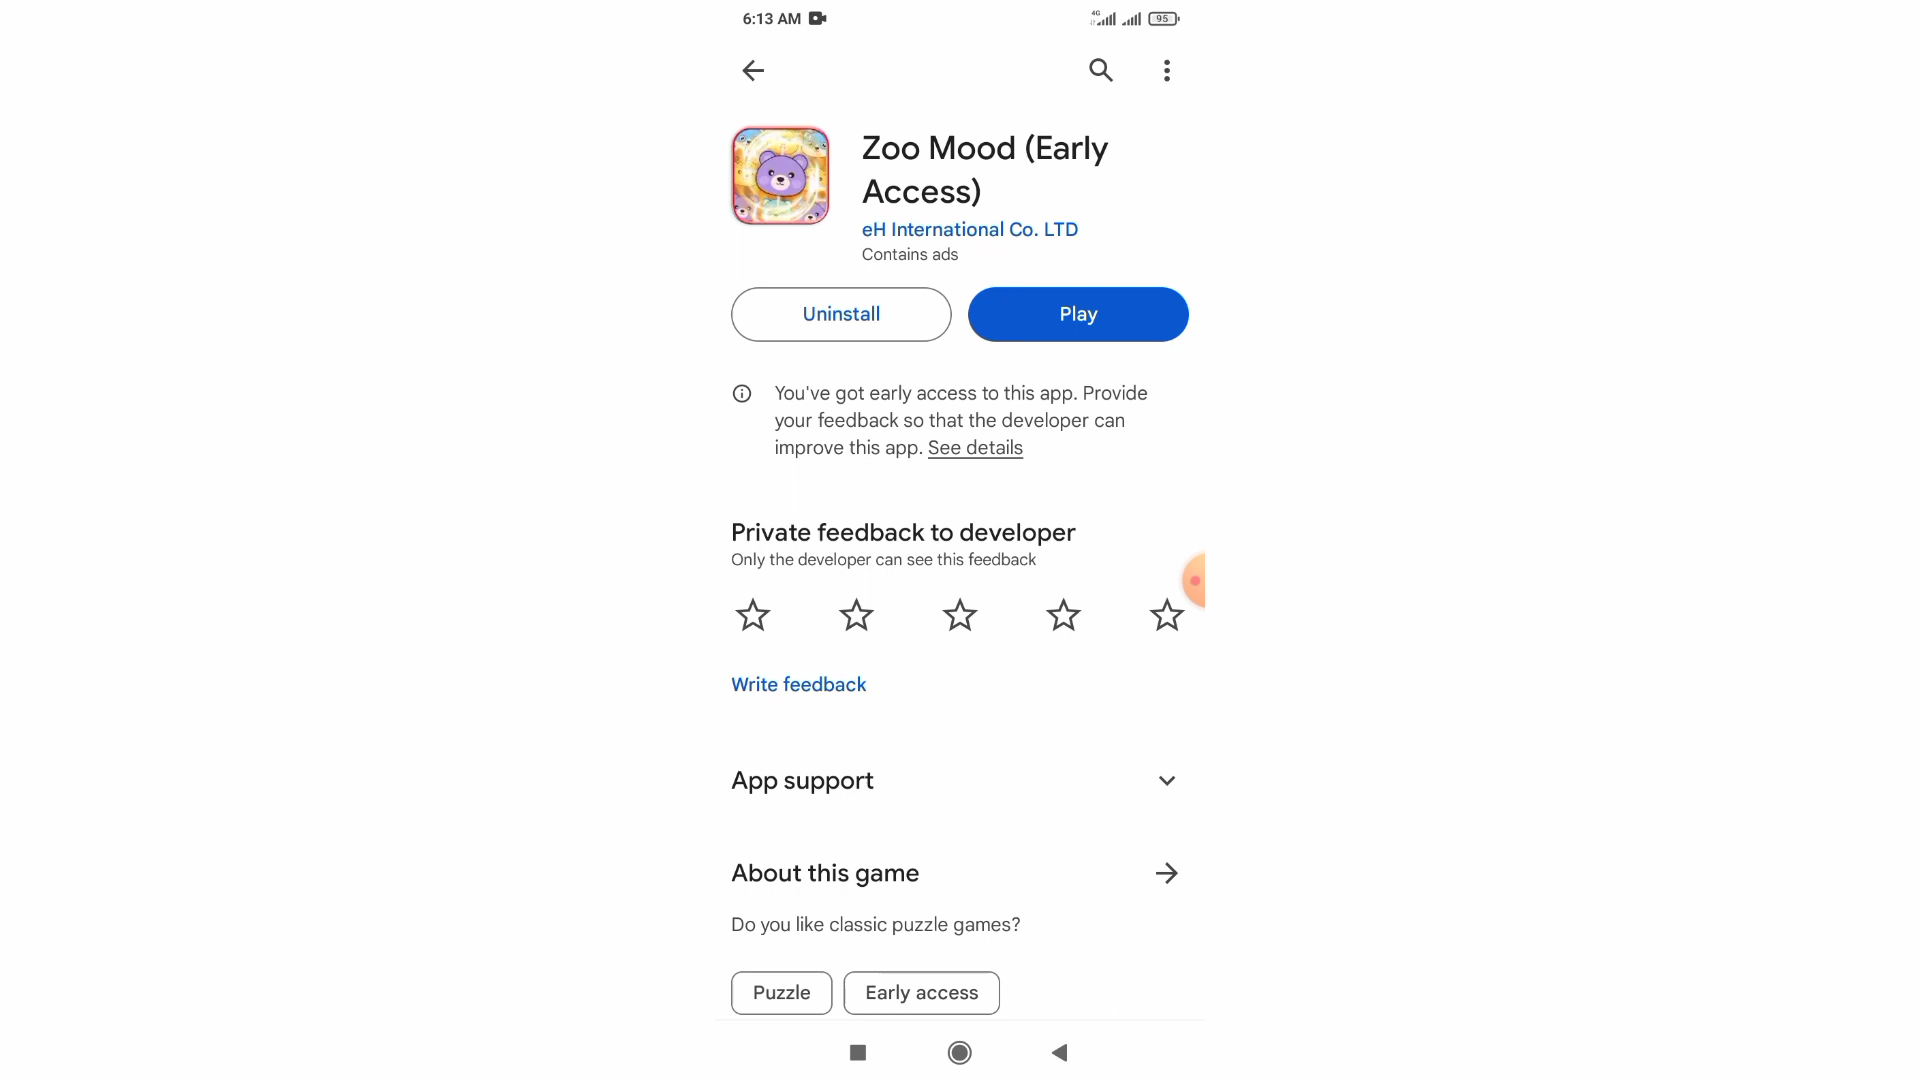 6:13 AM
4G
95
Zoo Mood (Early
Access)
eH International Co. LTD
Contains ads
Uninstall
Play
You've got early access to this app. Provide
your feedback so that the developer can
improve this app. See details
Private feedback to developer
Only the developer can see this feedback
Write feedback
App support
About this game
Do you like classic puzzle games?
Puzzle
Early access